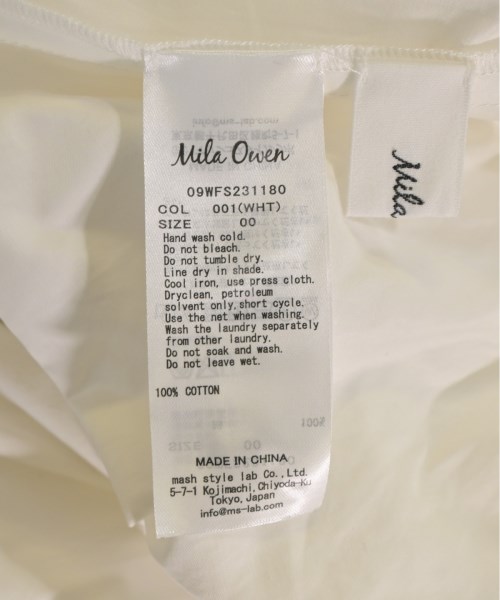 Mila Owen
Mila
09WFS231180
COL 001(WHT)
SIZE 00
Hand wash cold.
Do not bleach.
Do not tumble dry.
Line dry in shade.
Cool iron, use press cloth.
Dryclean, petroleum
solvent only, short cycle.
Use the net when washing.
Wash the laundry separately
from other laundry.
Do not soak and wash.
Do not leave wet.
100% COTTON
MADE IN CHINA
mash style lab Co.,Ltd.
5-7-1 Kojimachi,Chiyoda-Ku
Tokyo,Japan
info@ms-lab.com